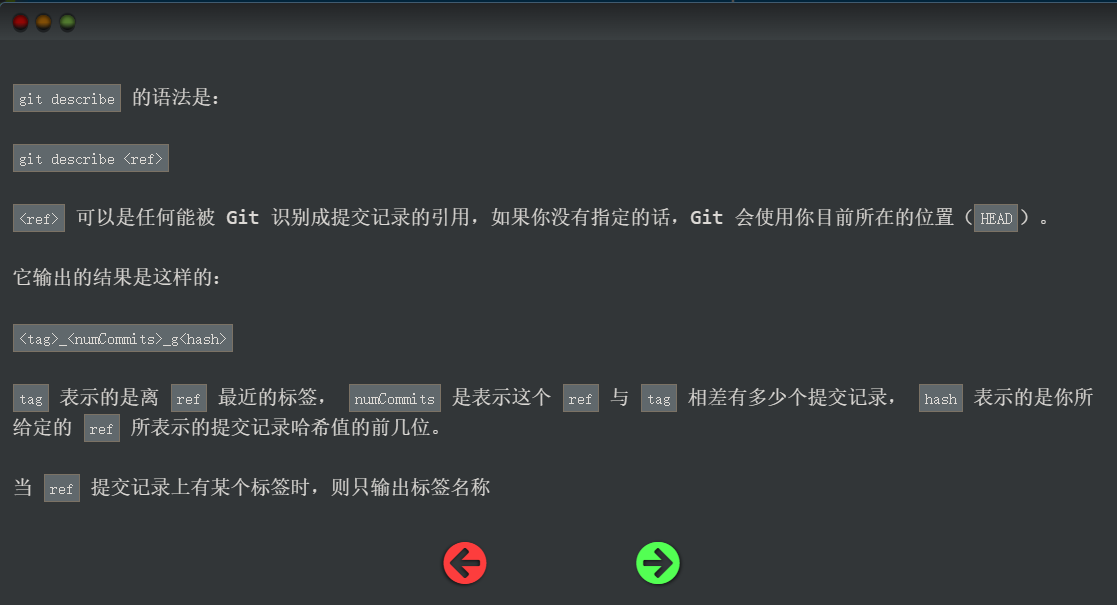 git describe 的语法是：
git describe <ref>
<ref> 可以是任何能被 Git 识别成提交记录的引用，如果你没有指定的话，Git 会使用你目前所在的位置（HEAD）。
它输出的结果是这样的：
<tag>_<numCommits>_g<hash>
tag 表示的是离 ref 最近的标签， numCommits 是表示这个 ref 与 tag 相差有多少个提交记录， hash 表示的是你所
给定的 ref 所表示的提交记录哈希值的前几位。
当 ref 提交记录上有某个标签时，则只输出标签名称